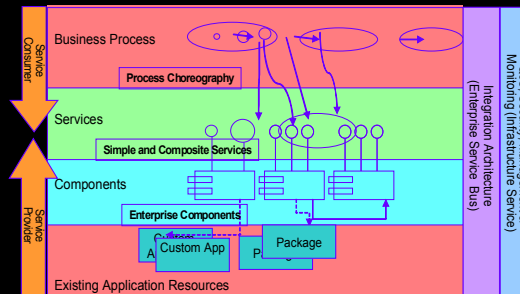 Service
Consumer
Business Process
Process Choreography
Services
Simple and Composite Services
Components
Enterprise Components
Service
Provider
Custom App
Package
Existing Application Resources
Integration Architecture
(Enterprise Service Bus)
Monitoring (Infrastructure Service)